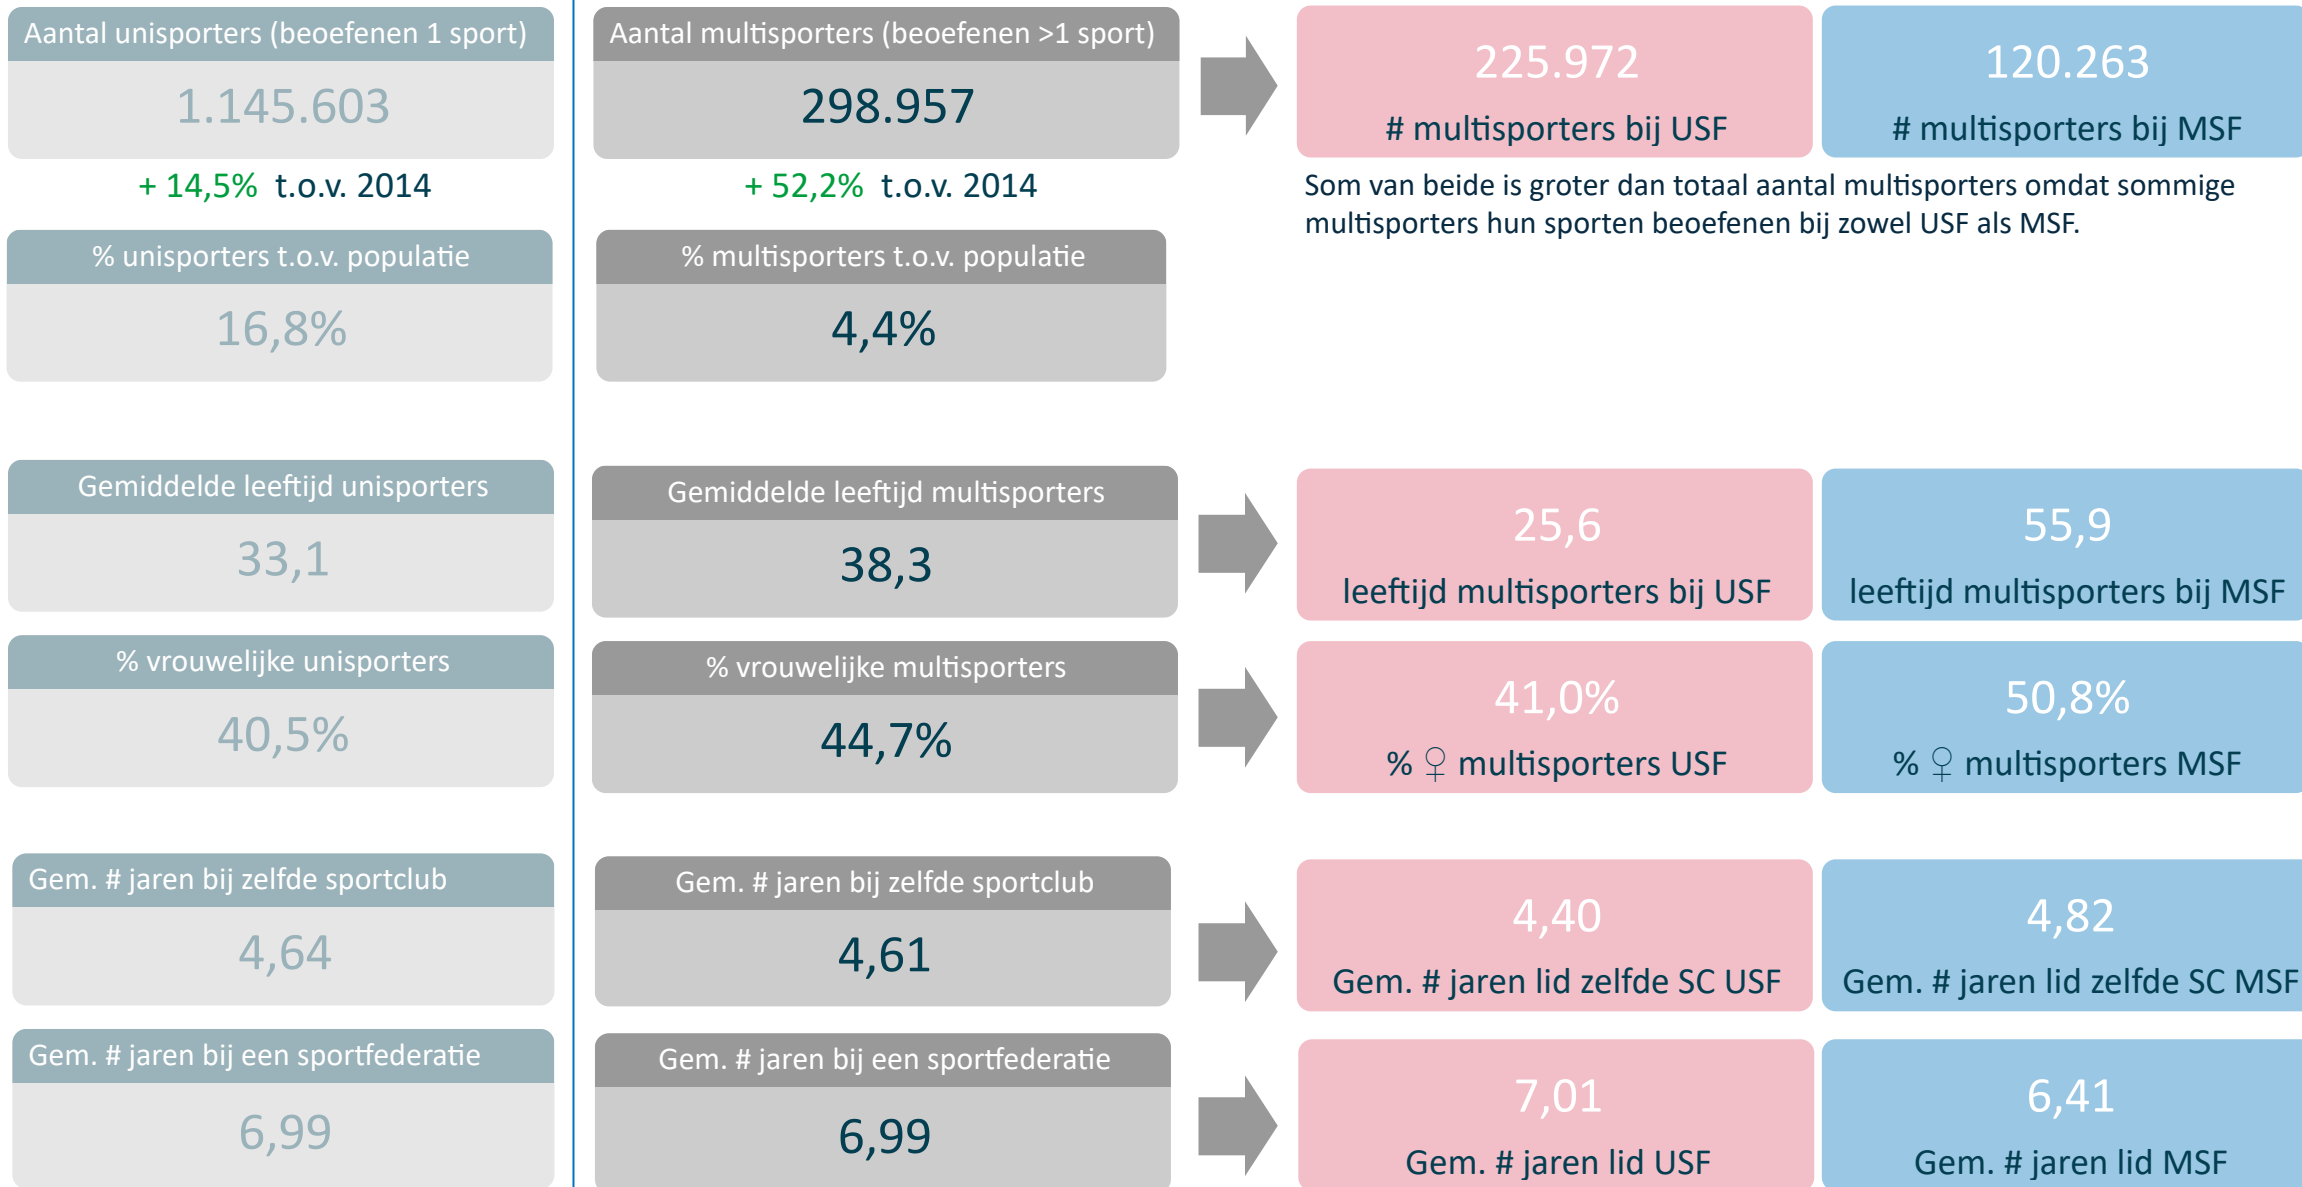 Aantal unisporters (beoefenen 1 sport)
1.145.603
+ 14,5% t.o.v. 2014
Aantal multisporters (beoefenen >1 sport)
298.957
+ 52,2% t.o.v. 2014
225.972
# multisporters bij USF
120.263
# multisporters bij MSF
Som van beide is groter dan totaal aantal multisporters omdat sommige
multisporters hun sporten beoefenen bij zowel USF als MSF.
% unisporters t.o.v. populatie
16,8%
% multisporters t.o.v. populatie
4,4%
Gemiddelde leeftijd unisporters
33,1
Gemiddelde leeftijd multisporters
38,3
25,6
leeftijd multisporters bij USF
55,9
leeftijd multisporters bij MSF
% vrouwelijke unisporters
40,5%
% vrouwelijke multisporters
44,7%
41,0%
% ♀ multisporters USF
50,8%
% ♀ multisporters MSF
Gem. # jaren bij zelfde sportclub
4,64
Gem. # jaren bij zelfde sportclub
4,61
4,40
Gem. # jaren lid zelfde SC USF
4,82
Gem. # jaren lid zelfde SC MSF
Gem. # jaren bij een sportfederatie
6,99
Gem. # jaren bij een sportfederatie
6,99
7,01
Gem. # jaren lid USF
6,41
Gem. # jaren lid MSF